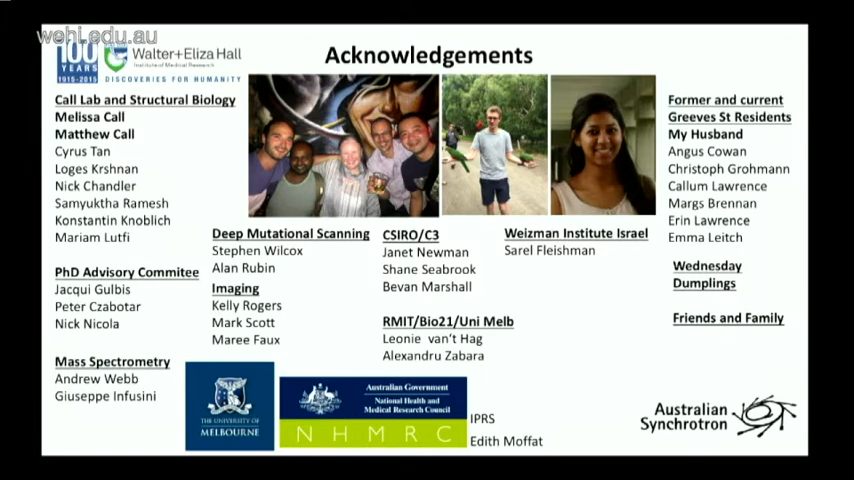 wehi.edu.au
100
YEARS
1915-2015
Walter+Eliza Hall
Institute of Medical Research
DISCOVERIES FOR HUMANITY
Acknowledgements
Call Lab and Structural Biology
Melissa Call
Matthew Call
Cyrus Tan
Loges Krshnan
Nick Chandler
Samyuktha Ramesh
Konstantin Knoblich
Mariam Lutfi
PhD Advisory Commitee
Jacqui Gulbis
Peter Czabotar
Nick Nicola
Mass Spectrometry
Andrew Webb
Giuseppe Infusini
Deep Mutational Scanning
Stephen Wilcox
Alan Rubin
Imaging
Kelly Rogers
Mark Scott
Maree Faux
CSIRO/C3
Janet Newman
Shane Seabrook
Bevan Marshall
RMIT/Bio21/Uni Melb
Leonie van't Hag
Alexandru Zabara
Weizman Institute Israel
Sarel Fleishman
Former and current
Greeves St Residents
My Husband
Angus Cowan
Christoph Grohmann
Callum Lawrence
Margs Brennan
Erin Lawrence
Emma Leitch
Wednesday
Dumplings
Friends and Family
THE UNIVERSITY OF
MELBOURNE
Australian Government
National Health and
Medical Research Council
NHMRC
IPRS
Edith Moffat
Australian
Synchrotron